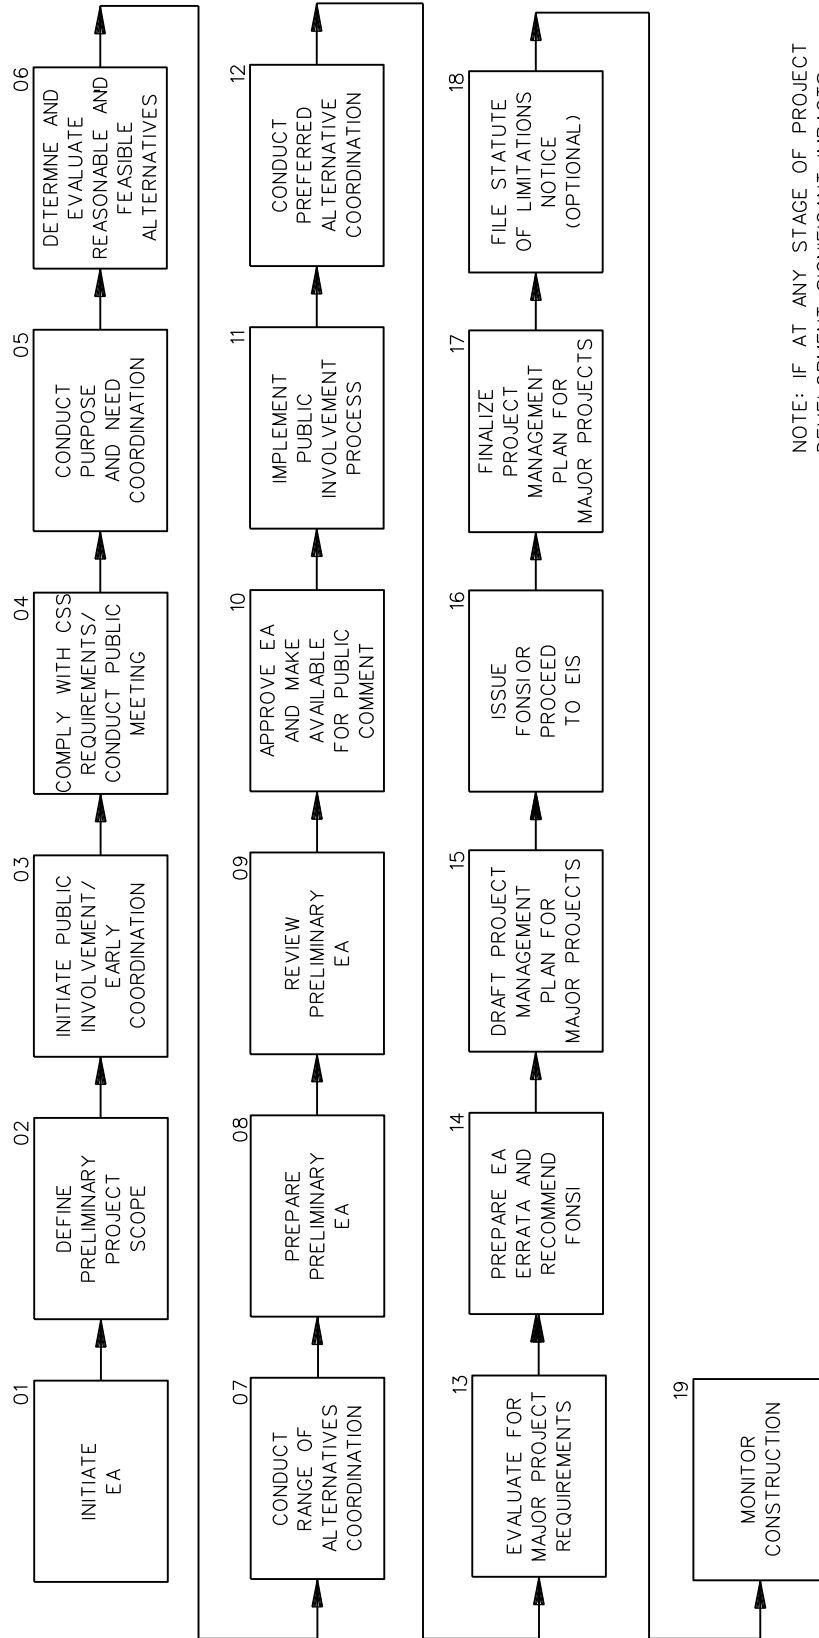 01
INITIATE
EA
02
DEFINE
PRELIMINARY
PROJECT
SCOPE
03
INITIATE PUBLIC
INVOLVEMENT/
EARLY
COORDINATION
04
COMPLY WITH CSS
REQUIREMENTS/
CONDUCT PUBLIC
MEETING
05
CONDUCT
PURPOSE
AND NEED
COORDINATION
06
DETERMNE AND
EVALUATE
REASONABLE AND
FEASIBLE
ALTERNATIVES
07
CONDUCT
RANGE OF
ALTERNATIVES
COORDINATION
08
PREPARE
PRELIMINARY
EA
09
REVIEW
PRELIMINARY
EA
10
APPROVE EA
AND MAKE
AVAILABLE
FOR PUBLIC
COMMENT
11
IMPLEMENT
PUBLIC
INVOLVEMENT
PROCESS
12
CONDUCT
PREFERRED
ALTERNATIVE
COORDINATION
13
EVALUATE FOR
MAJOR PROJECT
REQUIREMENTS
14
PREPARE EA
ERRATA AND
RECOMMEND
FONSI
15
DRAFT PROJECT
MANAGEMENT
PLAN FOR
MAJOR PROJECTS
16
ISSUE
FONSI OR
PROCEED
TO EIS
17
FINALIZE
PROJECT
MANAGEMENT
PLAN FOR
MAJOR PROJECTS
18
FILE STATUTE
OF LIMITATIONS
NOTICE
(OPTIONAL)
19
MONITOR
CONSTRUCTION
NOTE: IF AT ANY STAGE OF PROJECT